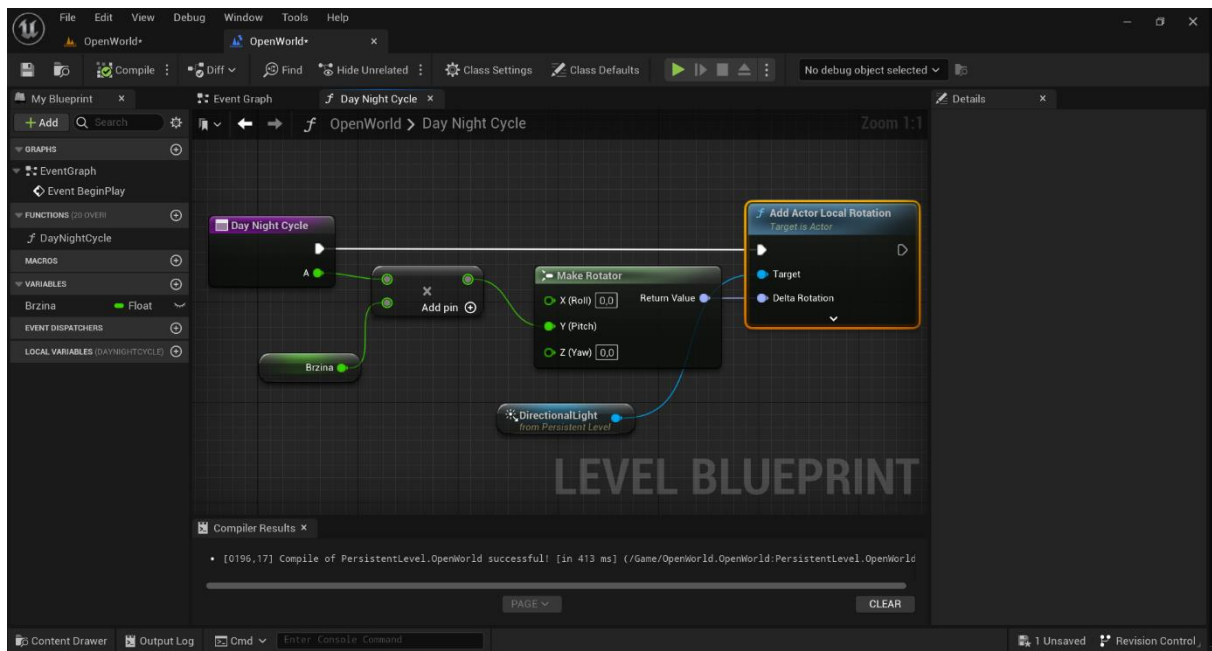 File Edit View Debug Window Tools Help
OpenWorld•
OpenWorld•
Compile
Diff
Find
Hide Unrelated
Class Settings
Class Defaults
No debug object selected
My Blueprint
Event Graph
Day Night Cycle
Details
Add
Search
OpenWorld > Day Night Cycle
Zoom 1:1
GRAPHS
EventGraph
Event BeginPlay
FUNCTIONS (20 OVERI
DayNightCycle
MACROS
VARIABLES
Brzina Float
EVENT DISPATCHERS
LOCAL VARIABLES (DAYNIGHTCYCLE)
Day Night Cycle
A
Add pin
Brzina
Make Rotator
X (Roll) 0,0 Return Value
Y (Pitch)
Z (Yaw) 0,0
DirectionalLight
from Persistent Level
Add Actor Local Rotation
Target is Actor
Target
Delta Rotation
LEVEL BLUEPRINT
Compiler Results
• [0196,17] Compile of PersistentLevel.OpenWorld successful! [in 413 ms] (/Game/OpenWorld.OpenWorld:PersistentLevel.OpenWorld
PAGE
CLEAR
Content Drawer Output Log Cmd Enter Console Command 1 Unsaved Revision Control